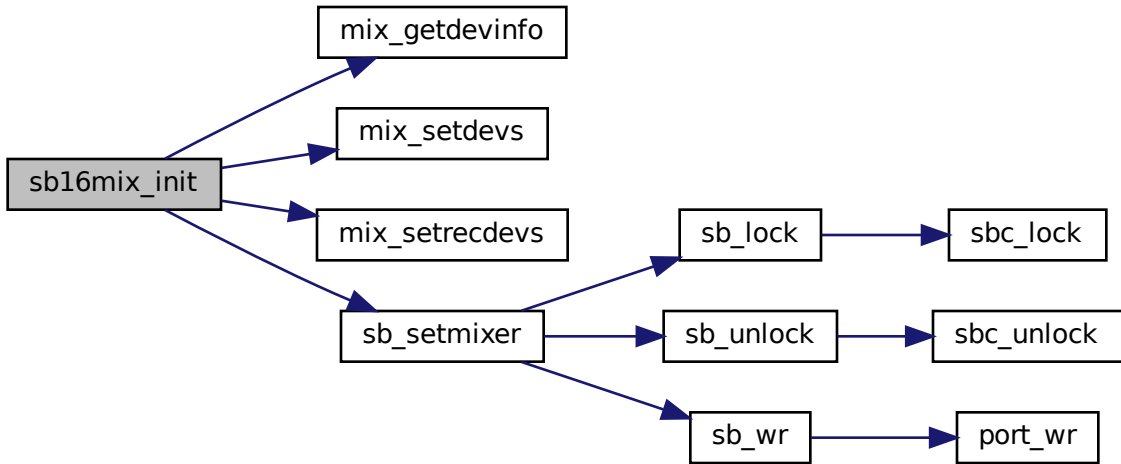 mix_getdevinfo
mix_setdevs
sb16mix_init
mix_setrecdevs
sb_lock
sbc_lock
sb_setmixer
sb_unlock
sbc_unlock
sb_wr
port_wr